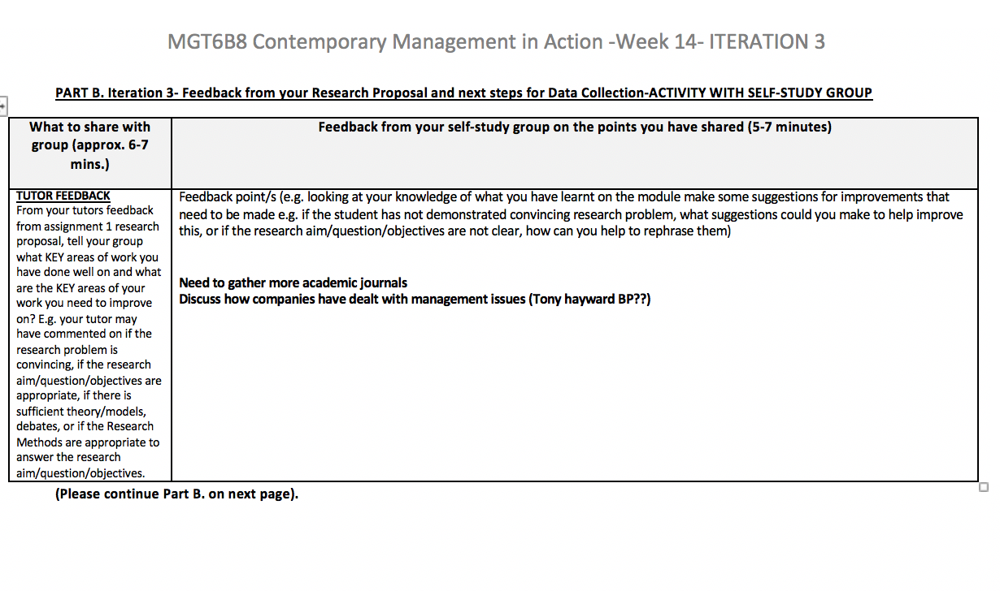 MGT6B8 Contemporary Management in Action -Week 14- ITERATION 3
PART B. Iteration 3- Feedback from your Research Proposal and next steps for Data Collection-ACTIVITY WITH SELF-STUDY GROUP
What to share with
group (approx. 6-7
mins.)
Feedback from your self-study group on the points you have shared (5-7 minutes)
TUTOR FEEDBACK
From your tutors feedback
from assignment 1 research
proposal, tell your group
what KEY areas of work you
have done well on and what
are the KEY areas of your
work you need to improve
on? E.g. your tutor may
have commented on if the
research problem is
convincing, if the research
aim/question/objectives are
appropriate, if there is
sufficient theory/models,
debates, or if the Research
Methods are appropriate to
answer the research
aim/question/objectives.
Feedback point/s (e.g. looking at your knowledge of what you have learnt on the module make some suggestions for improvements that
need to be made e.g. if the student has not demonstrated convincing research problem, what suggestions could you make to help improve
this, or if the research aim/question/objectives are not clear, how can you help to rephrase them)
Need to gather more academic journals
Discuss how companies have dealt with management issues (Tony hayward BP??)
(Please continue Part B. on next page).